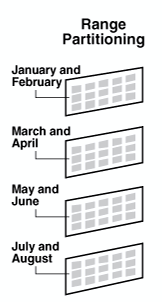 Range
Partitioning
January and
February
March and
April
May and
June
July and
August